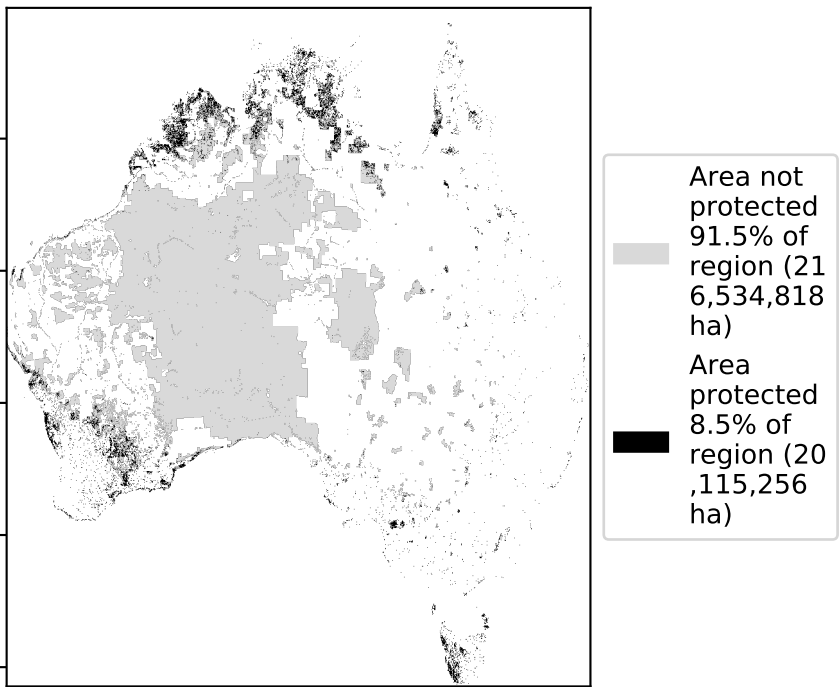 Area not
protected
91.5% of
region (21
6,534,818
ha)
Area
protected
8.5% of
region (20
,115,256
ha)